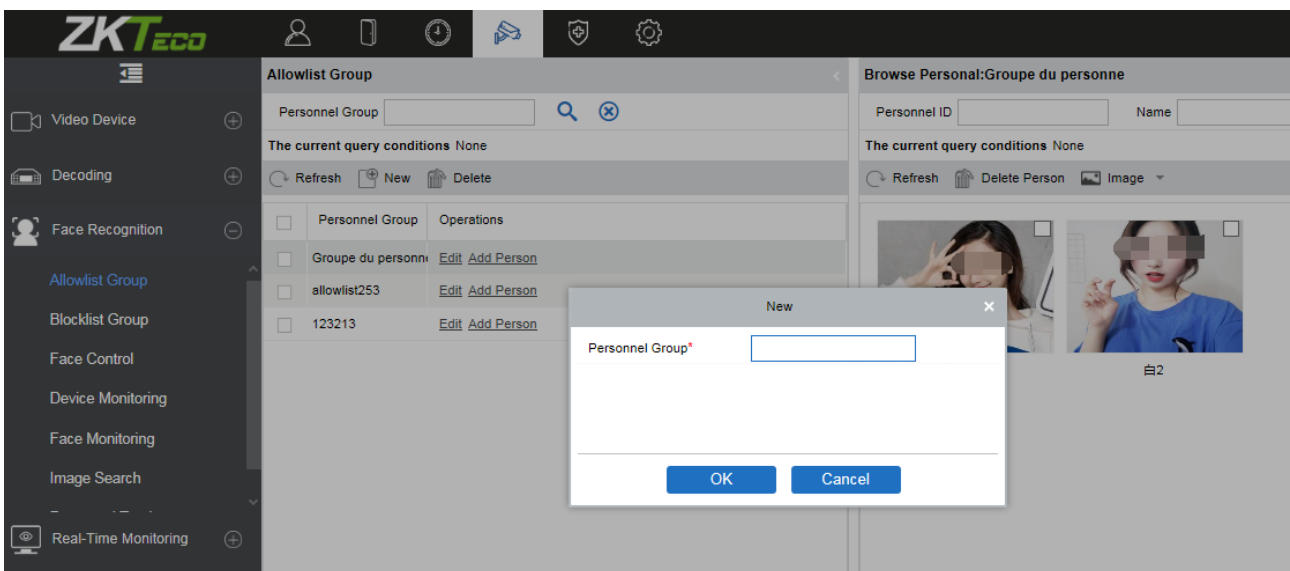 ZKTECO
Allowlist Group
Browse Personal:Groupe du personne
Video Device
Personnel Group
Personnel ID
Name
The current query conditions None
The current query conditions None
Decoding
Refresh New Delete
Refresh Delete Person Image
Face Recognition
Personnel Group Operations
Groupe du personn Edit Add Person
Allowlist Group
allowlist253 Edit Add Person
Blocklist Group
123213 Edit Add Person
New
Personnel Group*
OK Cancel
白2
Face Control
Device Monitoring
Face Monitoring
Image Search
Real-Time Monitoring